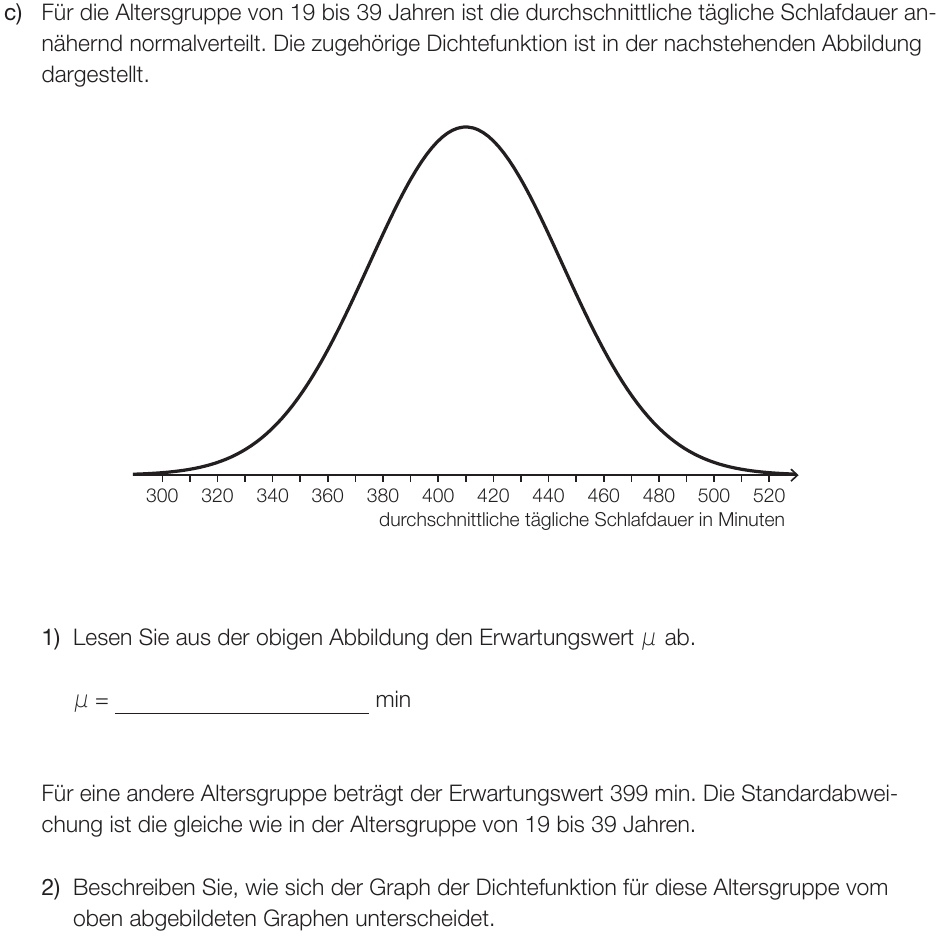 c) Für die Altersgruppe von 19 bis 39 Jahren ist die durchschnittliche tägliche Schlafdauer an-
nähernd normalverteilt. Die zugehörige Dichtefunktion ist in der nachstehenden Abbildung
dargestellt.
300 320 340 360 380 400 420 440 460 480 500 520
durchschnittliche tägliche Schlafdauer in Minuten
1) Lesen Sie aus der obigen Abbildung den Erwartungswert μ ab.
μ = ______________________ min
Für eine andere Altersgruppe beträgt der Erwartungswert 399 min. Die Standardabwei-
chung ist die gleiche wie in der Altersgruppe von 19 bis 39 Jahren.
2) Beschreiben Sie, wie sich der Graph der Dichtefunktion für diese Altersgruppe vom
oben abgebildeten Graphen unterscheidet.